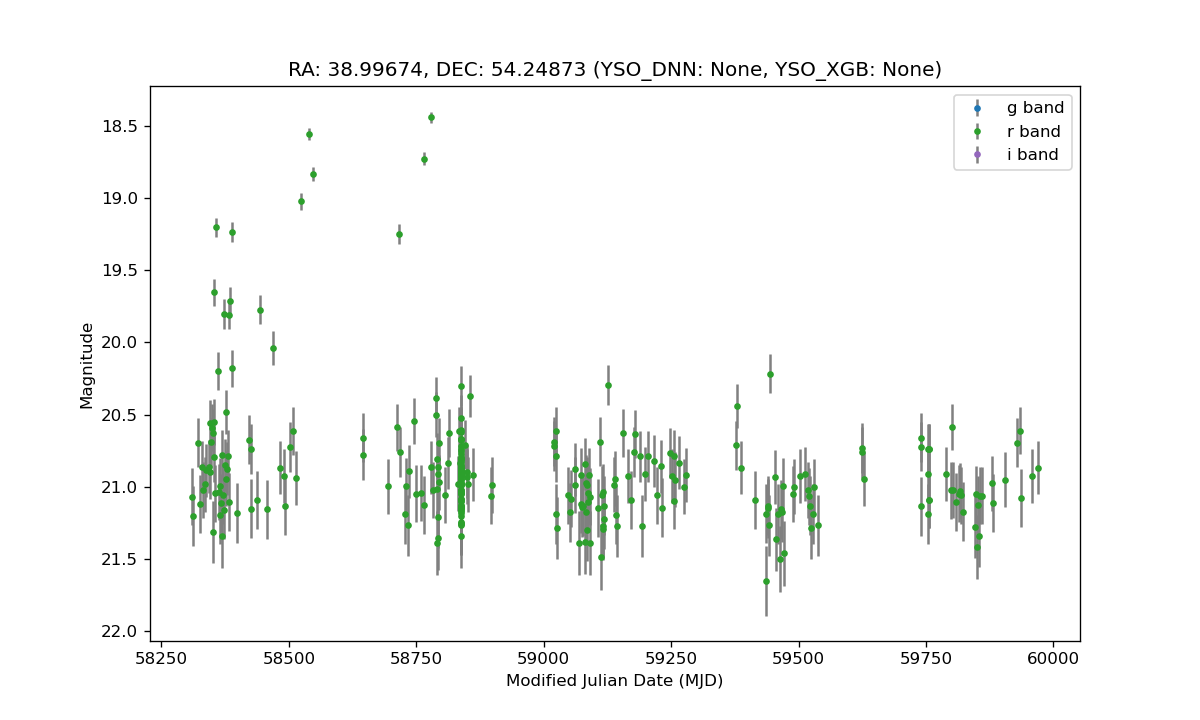 RA: 38.99674, DEC: 54.24873 (YSO_DNN: None, YSO_XGB: None)
g band
r band
i band
18.5
19.0
19.5
20.0
20.5
21.0
21.5
22.0
Magnitude
58250 58500 58750 59000 59250 59500 59750 60000
Modified Julian Date (MJD)